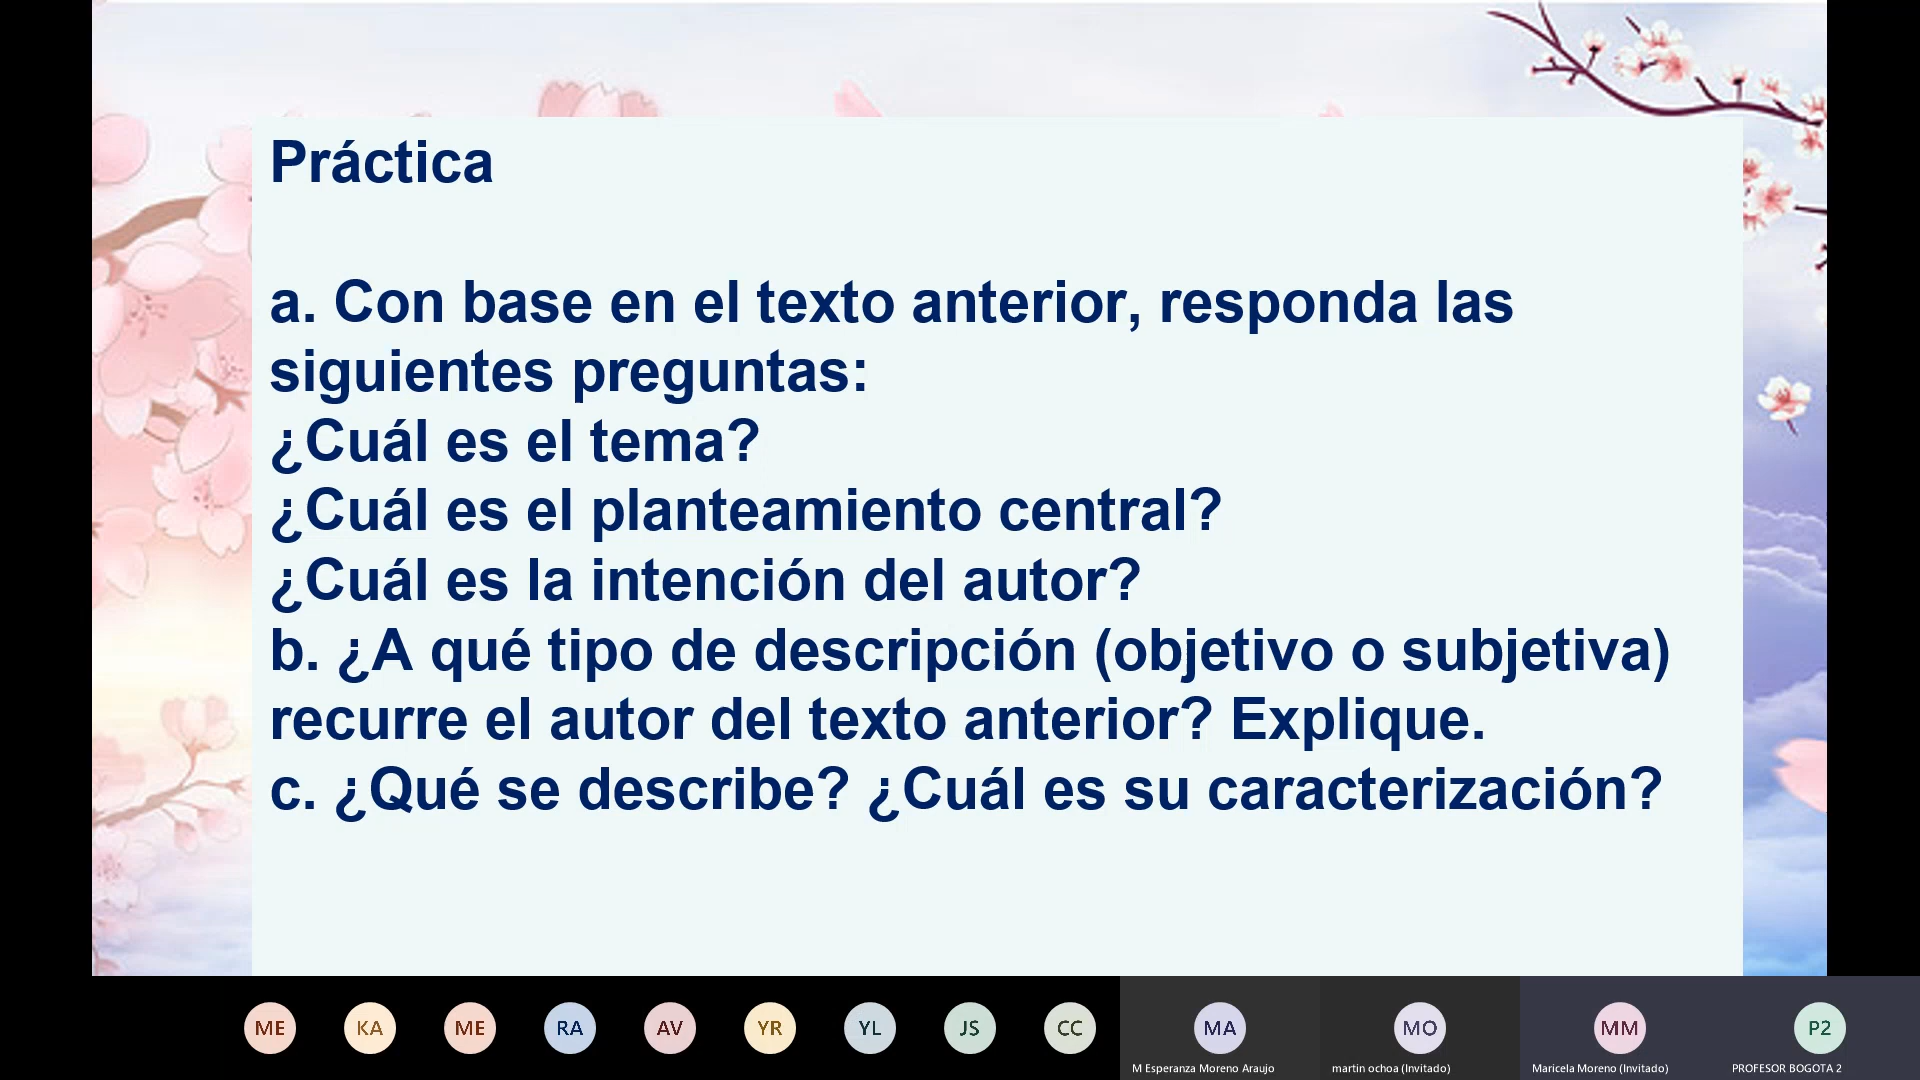 Práctica
a. Con base en el texto anterior, responda las
siguientes preguntas:
¿Cuál es el tema?
¿Cuál es el planteamiento central?
¿Cuál es la intención del autor?
b. ¿A qué tipo de descripción (objetivo o subjetiva)
recurre el autor del texto anterior? Explique.
c. ¿Qué se describe? ¿Cuál es su caracterización?
ME KA ME RA AV YR YL JS CC MA MO MM P2
M Esperanza Moreno Araujo martin ochoa (Invitado) Maricela Moreno (Invitado) PROFESOR BOGOTA 2